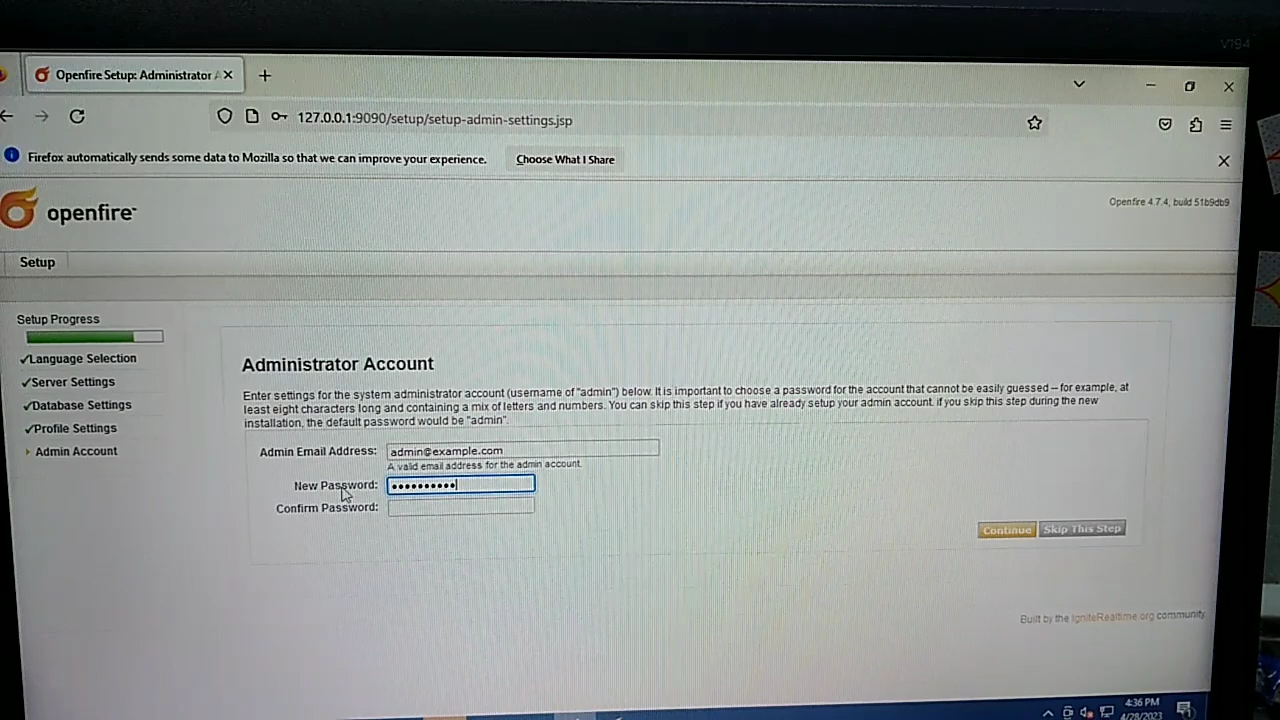 V194
Openfire Setup: Administrator A
127.0.0.1:9090/setup/setup-admin-settings.jsp
Firefox automatically sends some data to Mozilla so that we can improve your experience. Choose What I Share
openfire
Openfire 4.7.4, build 51b9db9
Setup
Setup Progress
Language Selection
Server Settings
Database Settings
Profile Settings
Admin Account
Administrator Account
Enter settings for the system administrator account (username of "admin") below. It is important to choose a password for the account that cannot be easily guessed -- for example, at
least eight characters long and containing a mix of letters and numbers. You can skip this step if you have already setup your admin account. if you skip this step during the new
installation, the default password would be "admin".
Admin Email Address: admin@example.com
A valid email address for the admin account.
New Password: ••••••••••
Confirm Password:
Continue Skip This Step
Built by the IgniteRealtime.org community
4:36 PM
4/28/2023